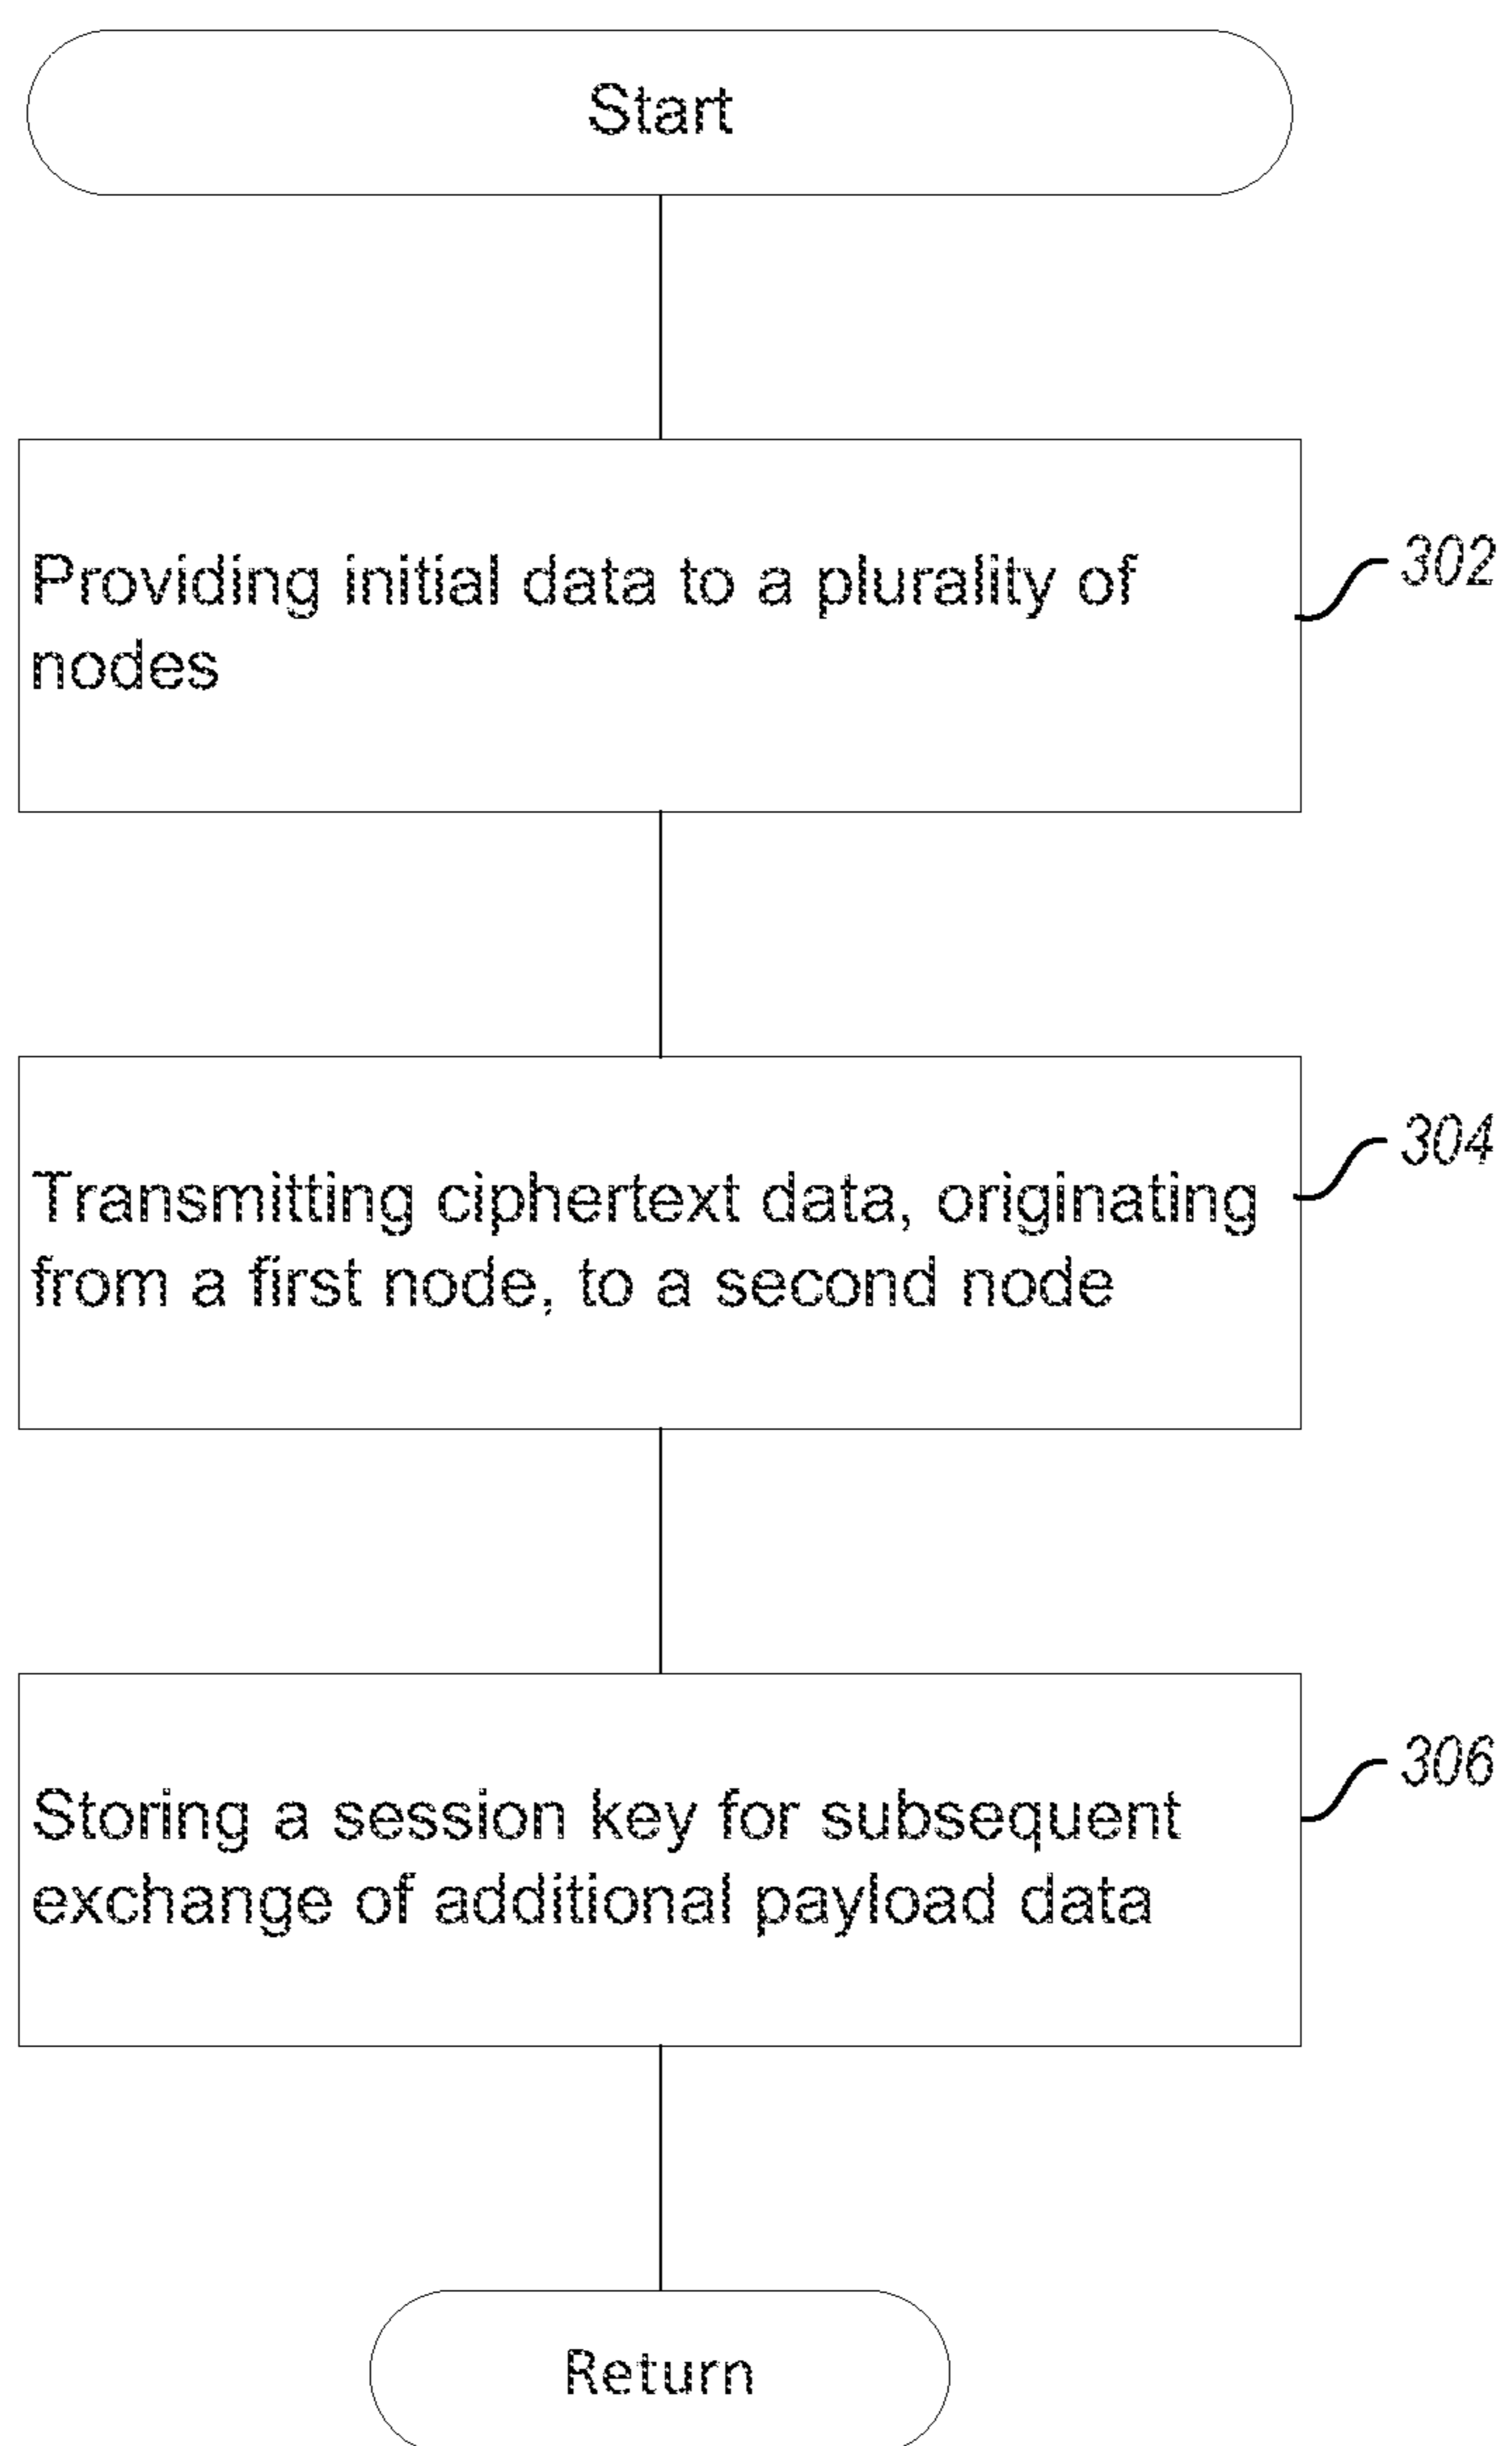 Start
Providing initial data to a plurality of
nodes
302
Transmitting ciphertext data, originating
from a first node, to a second node
304
Storing a session key for subsequent
exchange of additional payload data
306
Return